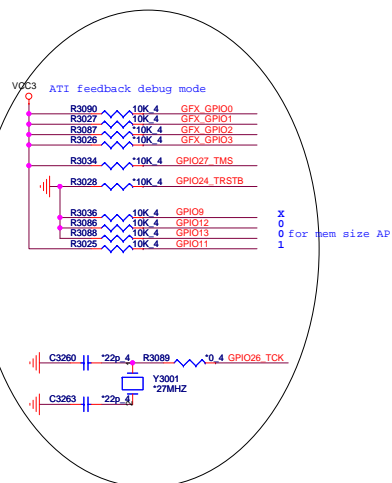 VCC3 ATI feedback debug mode
R3090 *10K_4 GFX_GPIO0
R3027 *10K_4 GFX_GPIO1
R3087 *10K_4 GFX_GPIO2
R3026 *10K_4 GFX_GPIO3
R3034 *10K_4 GPIO27_TMS
R3028 *10K_4 GPIO24_TRSTB
R3036 10K_4 GPIO9 X
R3086 10K_4 GPIO12 0
R3088 10K_4 GPIO13 0 for mem size AP
R3025 10K_4 GPIO11 1
C3260 *22p_4 R3089 *0_4 GPIO26_TCK
Y3001
*27MHZ
C3263 *22p_4